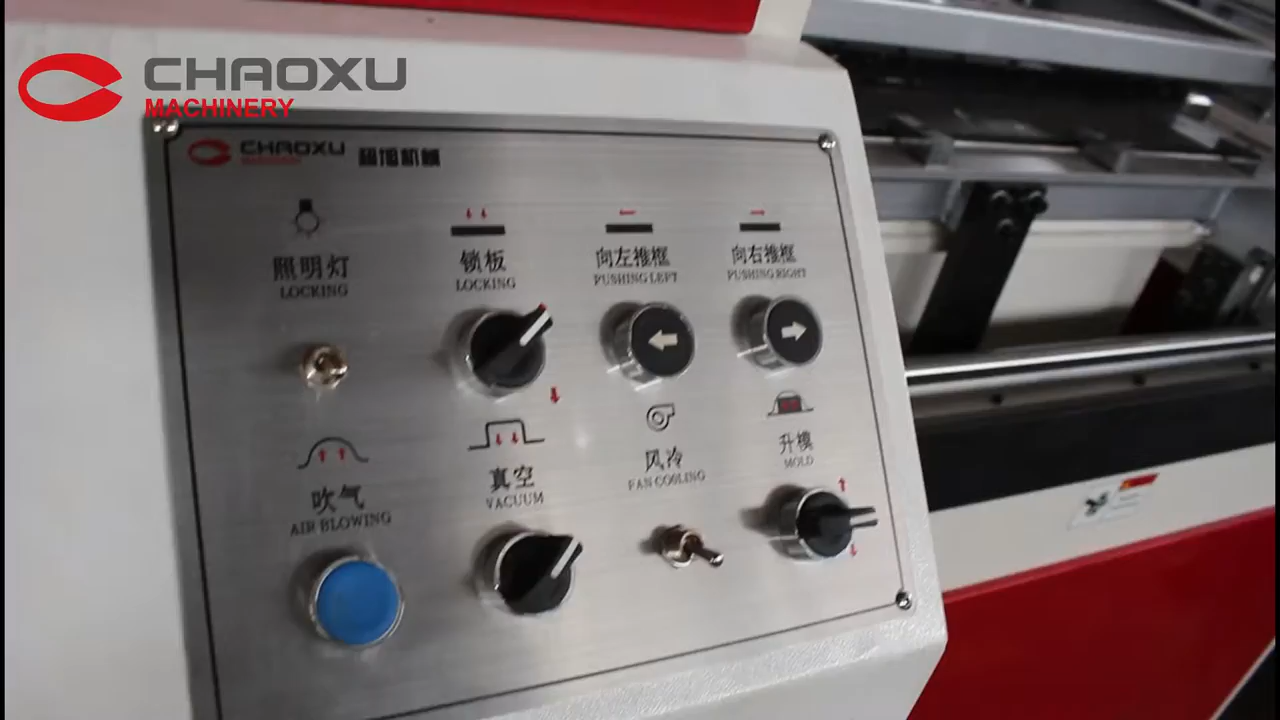 CHAOXU
MACHINERY
CHAOXU 超旭机械
MACHINERY
照明灯
LOCKING
锁板
LOCKING
向左推框
PUSHING LEFT
向右推框
PUSHING RIGHT
吹气
AIR BLOWING
真空
VACUUM
风冷
FAN COOLING
升模
MOLD